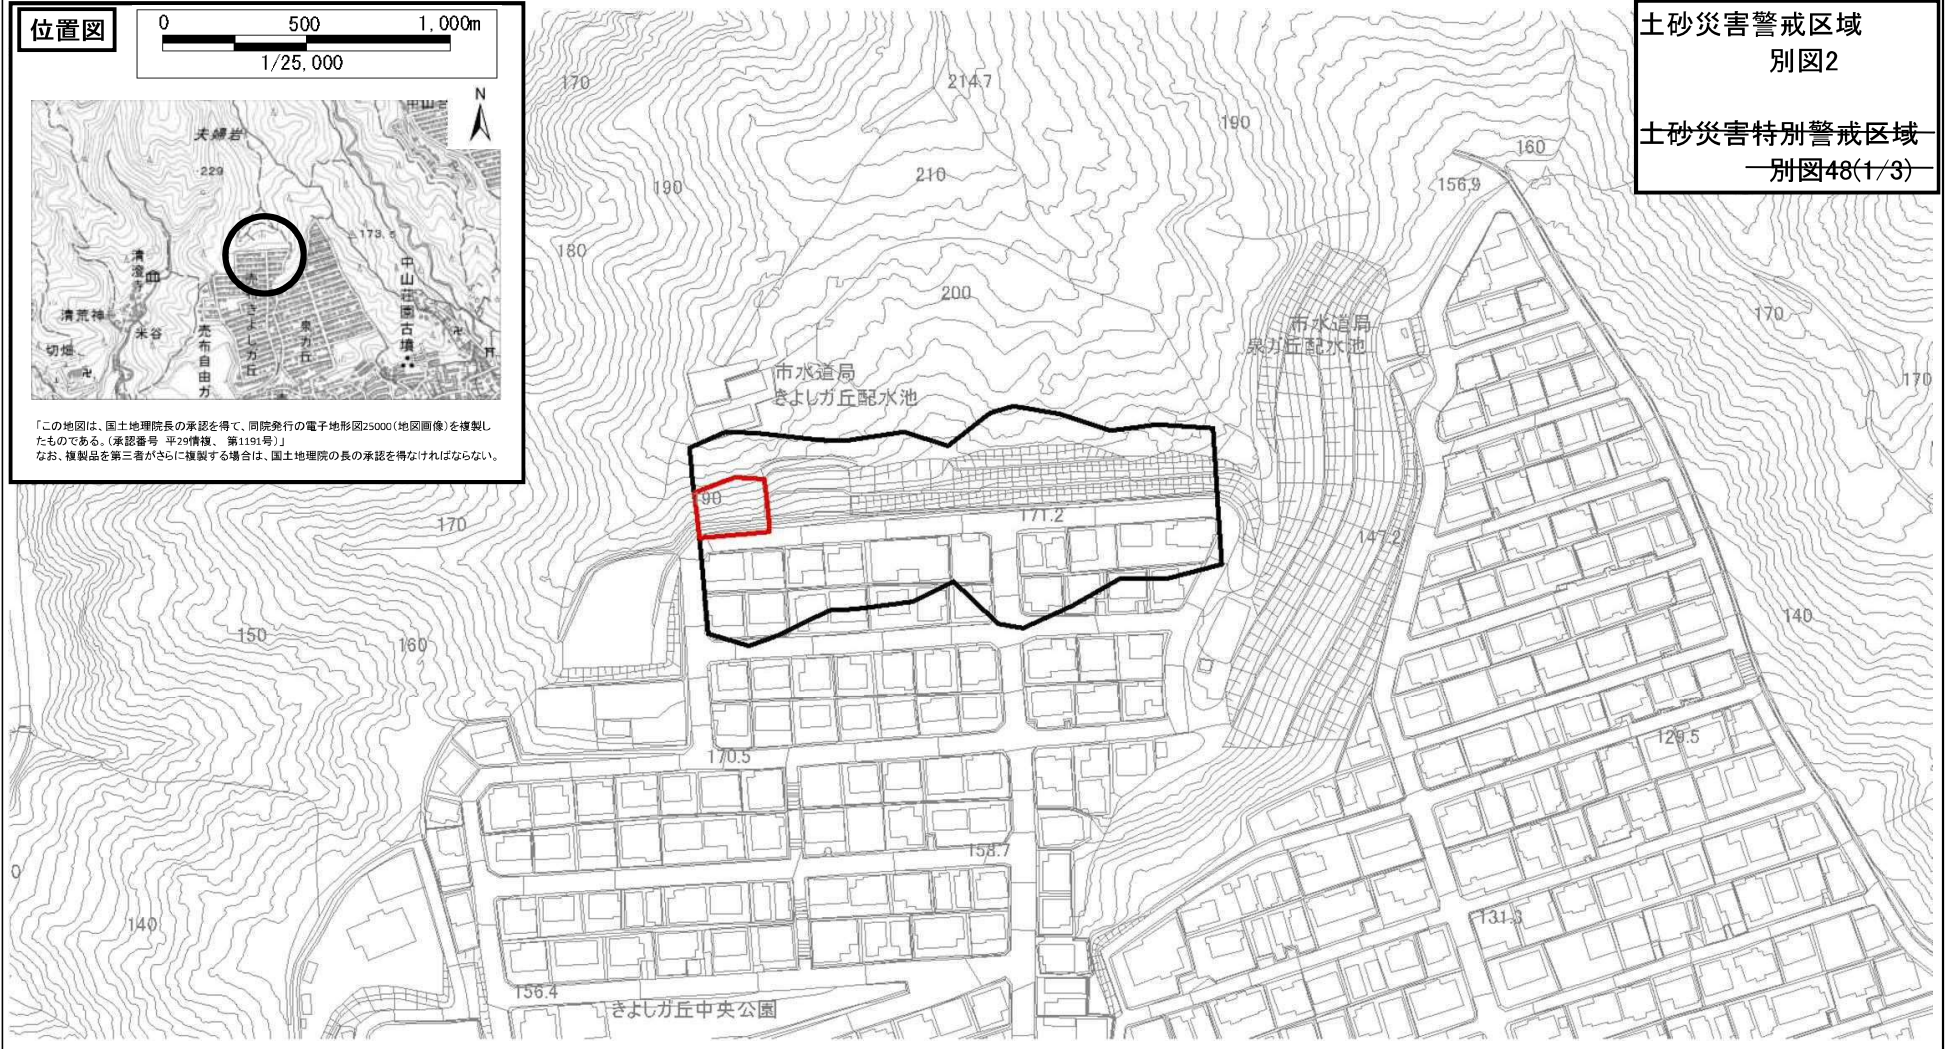 位置図
0 500 1,000m
1/25,000
N
中山台
夫婦岩
229
173.5
清澄寺
清荒神
米谷
切畑
売布自由ガ
売布きよしガ丘
泉ガ丘
中山荘園古墳
「この地図は、国土地理院長の承認を得て、同院発行の電子地形図25000(地図画像)を複製し
たものである。(承認番号 平29情複、 第1191号)」
なお、複製品を第三者がさらに複製する場合は、国土地理院の長の承認を得なければならない。
土砂災害警戒区域
別図2
土砂災害特別警戒区域
別図48(1/3)
170
214.7
190
160
210
190
156.9
180
200
170
市水道局
泉ガ丘配水池
市水道局
きよしガ丘配水池
170
190
170
171.2
147.2
150
160
140
170.5
129.5
158.7
0
140
131.3
156.4
きよしガ丘中央公園